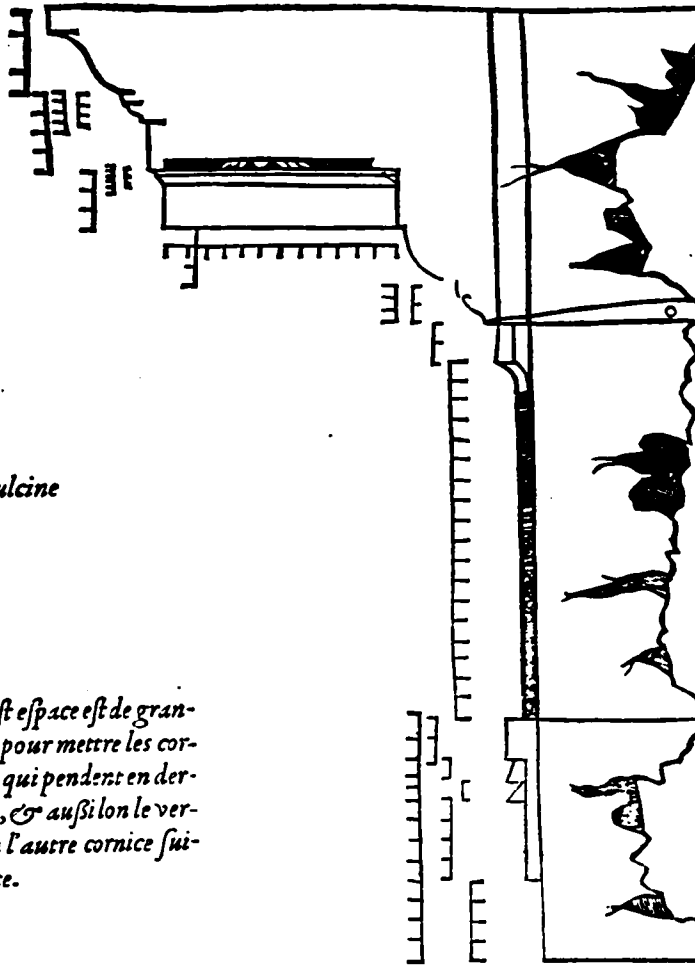 ulcine
ſt eſpace eſt de gran-
pour mettre les cor-
qui pendent en der-
, & außi lon le ver-
l'autre cornice ſui-
te.